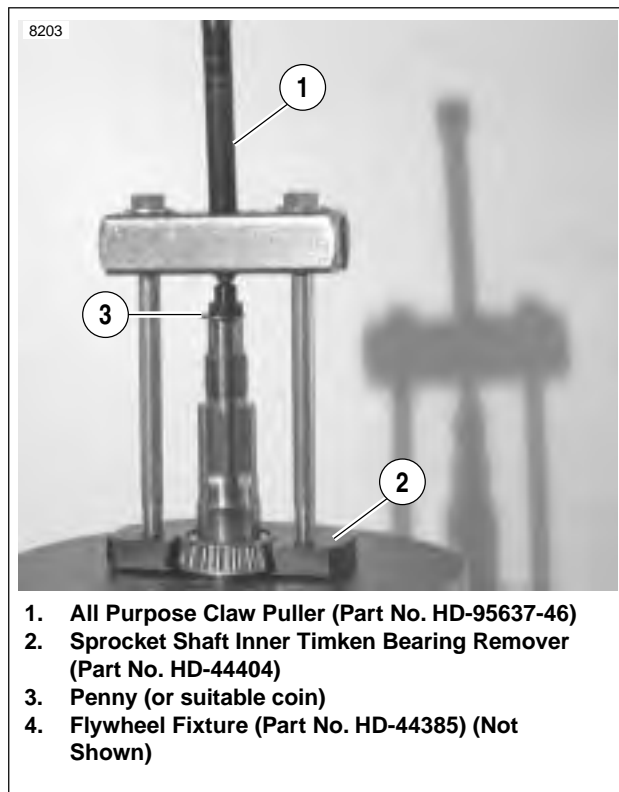 8203
1
3
2
1. All Purpose Claw Puller (Part No. HD-95637-46)
2. Sprocket Shaft Inner Timken Bearing Remover
(Part No. HD-44404)
3. Penny (or suitable coin)
4. Flywheel Fixture (Part No. HD-44385) (Not
Shown)